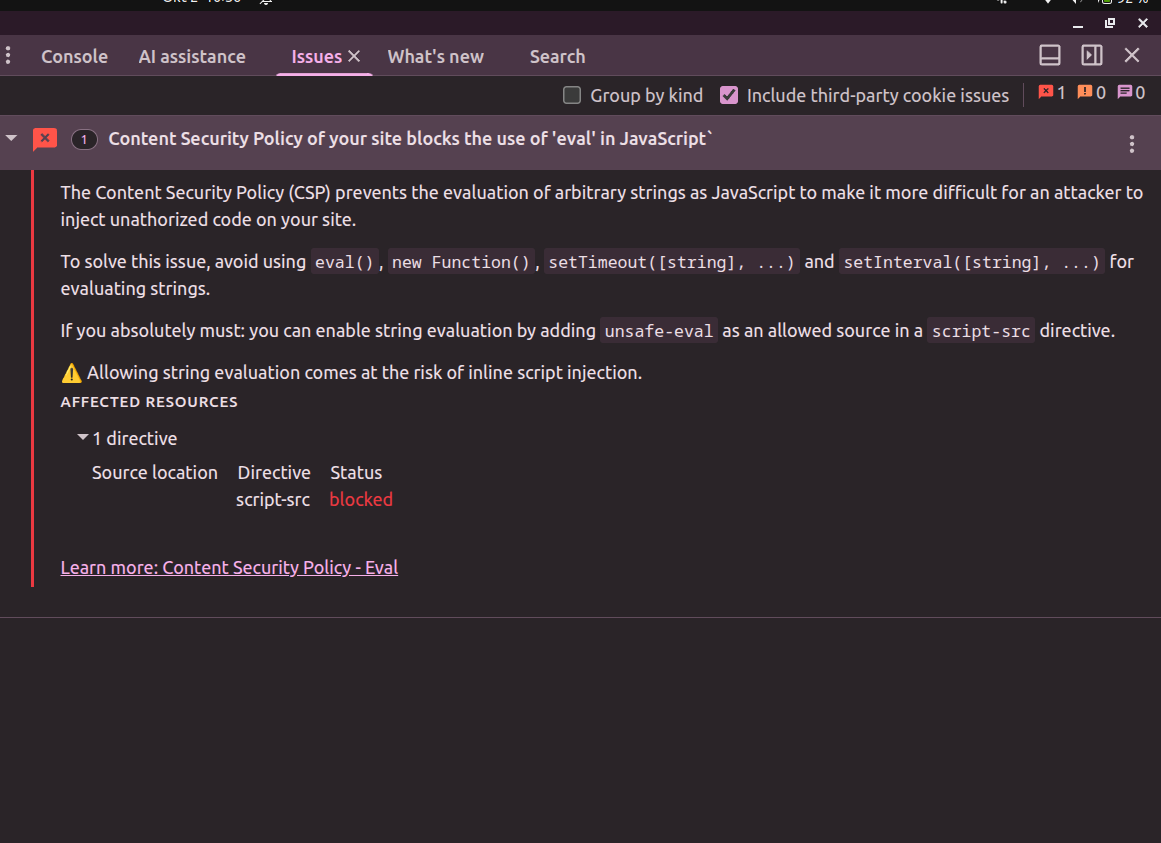 Console AI assistance Issues What's new Search
Group by kind Include third-party cookie issues 1 0 0
1 Content Security Policy of your site blocks the use of 'eval' in JavaScript`
The Content Security Policy (CSP) prevents the evaluation of arbitrary strings as JavaScript to make it more difficult for an attacker to
inject unathorized code on your site.
To solve this issue, avoid using eval(), new Function(), setTimeout([string], ...) and setInterval([string], ...) for
evaluating strings.
If you absolutely must: you can enable string evaluation by adding unsafe-eval as an allowed source in a script-src directive.
⚠️ Allowing string evaluation comes at the risk of inline script injection.
AFFECTED RESOURCES
1 directive
Source location Directive Status
script-src blocked
Learn more: Content Security Policy - Eval